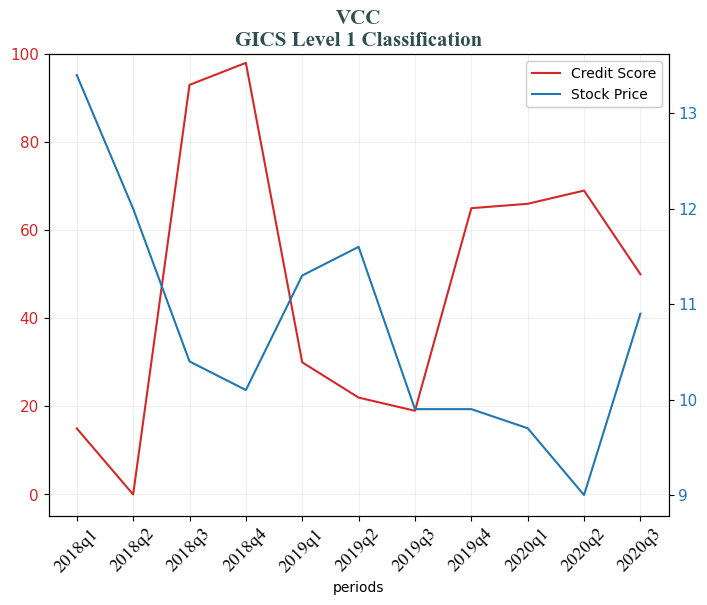 VCC
GICS Level 1 Classification
100
80
60
40
20
0
Credit Score
Stock Price
13
12
11
10
9
2018q1
2018q2
2018q3
2018q4
2019q1
2019q2
2019q3
2019q4
2020q1
2020q2
2020q3
periods